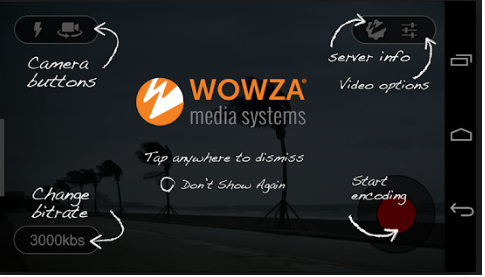 Camera
buttons
server info
Video options
WOWZA®
media systems
Tap anywhere to dismiss
Don't Show Again
Change
bitrate
Start
encoding
3000kbs